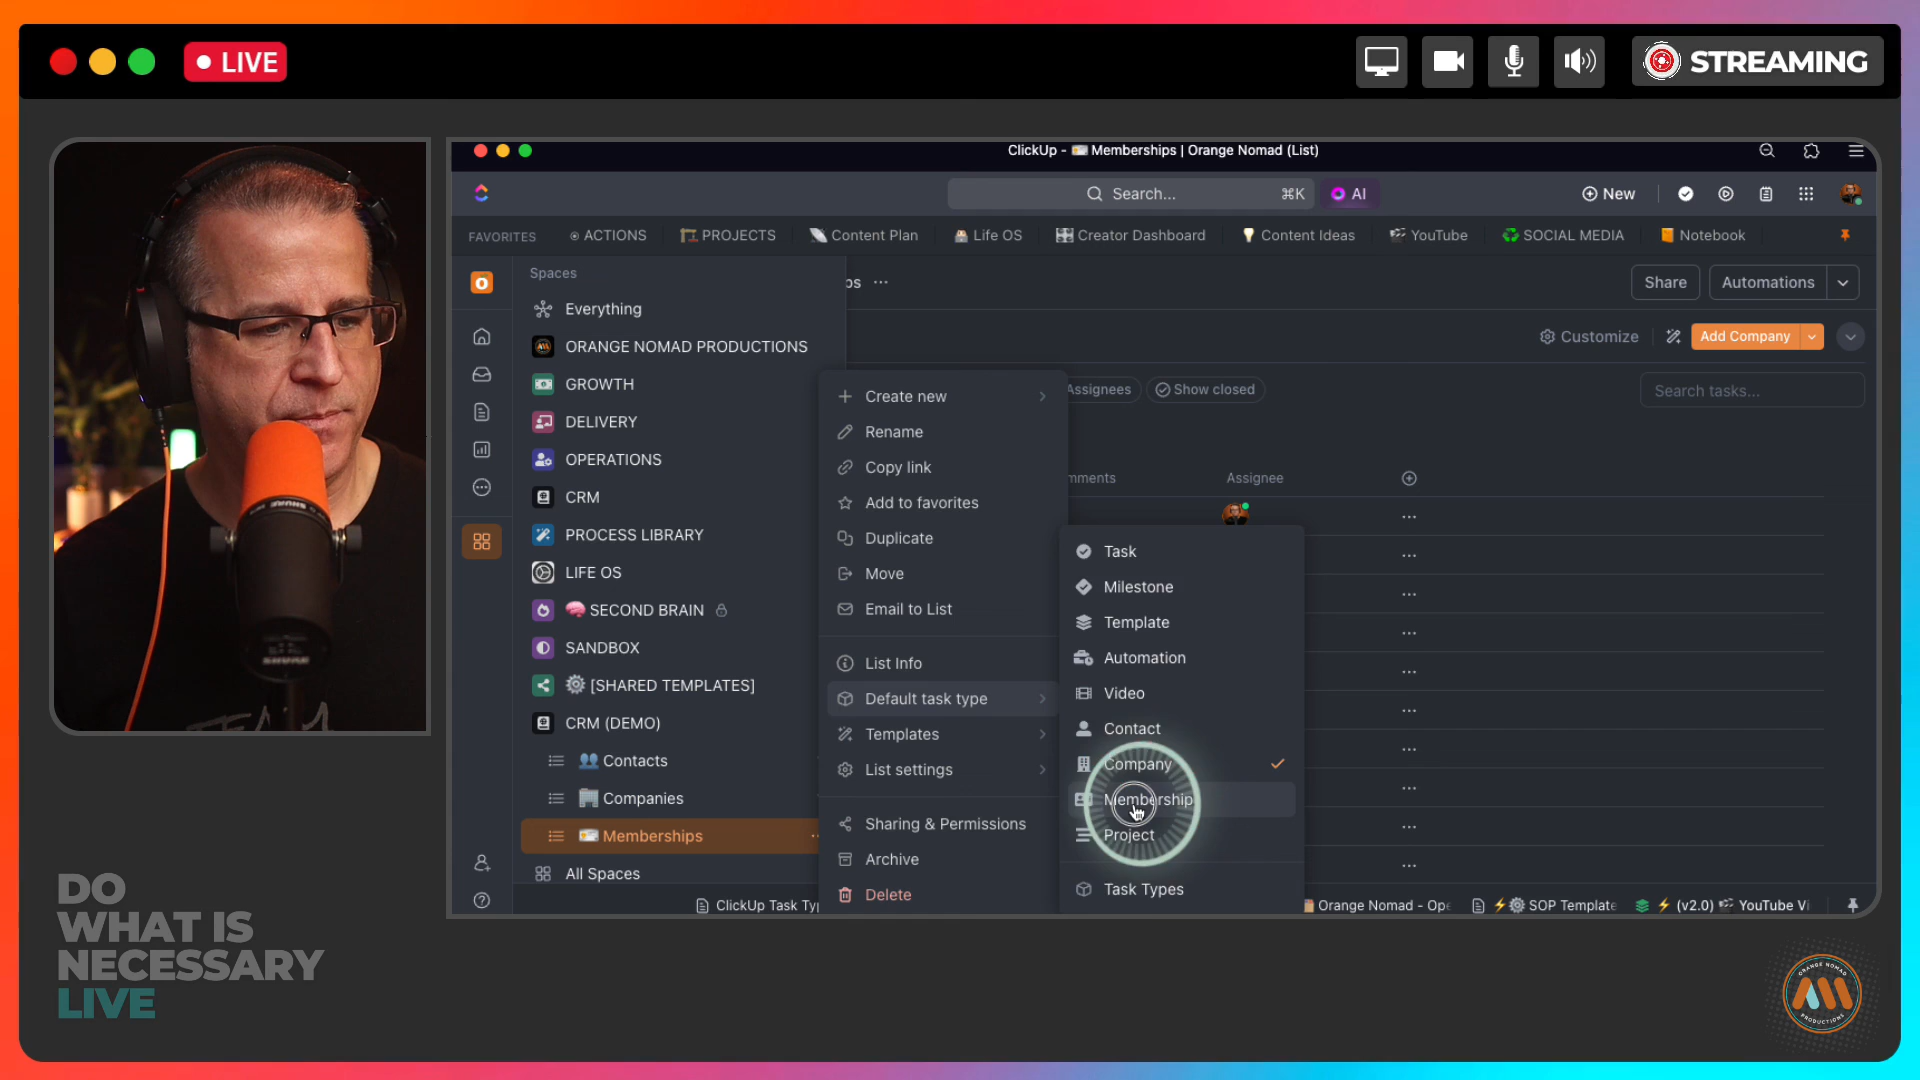 LIVE
STREAMING
ClickUp - Memberships | Orange Nomad (List)
Search...
⌘K
AI
New
FAVORITES
ACTIONS
PROJECTS
Content Plan
Life OS
Creator Dashboard
Content Ideas
YouTube
SOCIAL MEDIA
Notebook
Spaces
ps ...
Share
Automations
Everything
ORANGE NOMAD PRODUCTIONS
Customize
Add Company
GROWTH
Create new
Assignees
Show closed
Search tasks...
DELIVERY
Rename
OPERATIONS
Copy link
mments
Assignee
CRM
Add to favorites
PROCESS LIBRARY
Duplicate
Task
LIFE OS
Move
Milestone
SECOND BRAIN
Email to List
Template
SANDBOX
List Info
Automation
[SHARED TEMPLATES]
Default task type
Video
CRM (DEMO)
Templates
Contact
Contacts
List settings
Company
Companies
Membership
Memberships
Sharing & Permissions
Project
All Spaces
Archive
Task Types
Delete
ClickUp Task Ty
Orange Nomad - Ope
SOP Template
(v2.0)
YouTube Vi
SHURE
DO
WHAT IS
NECESSARY
LIVE
ORANGE NOMAD
PRODUCTIONS